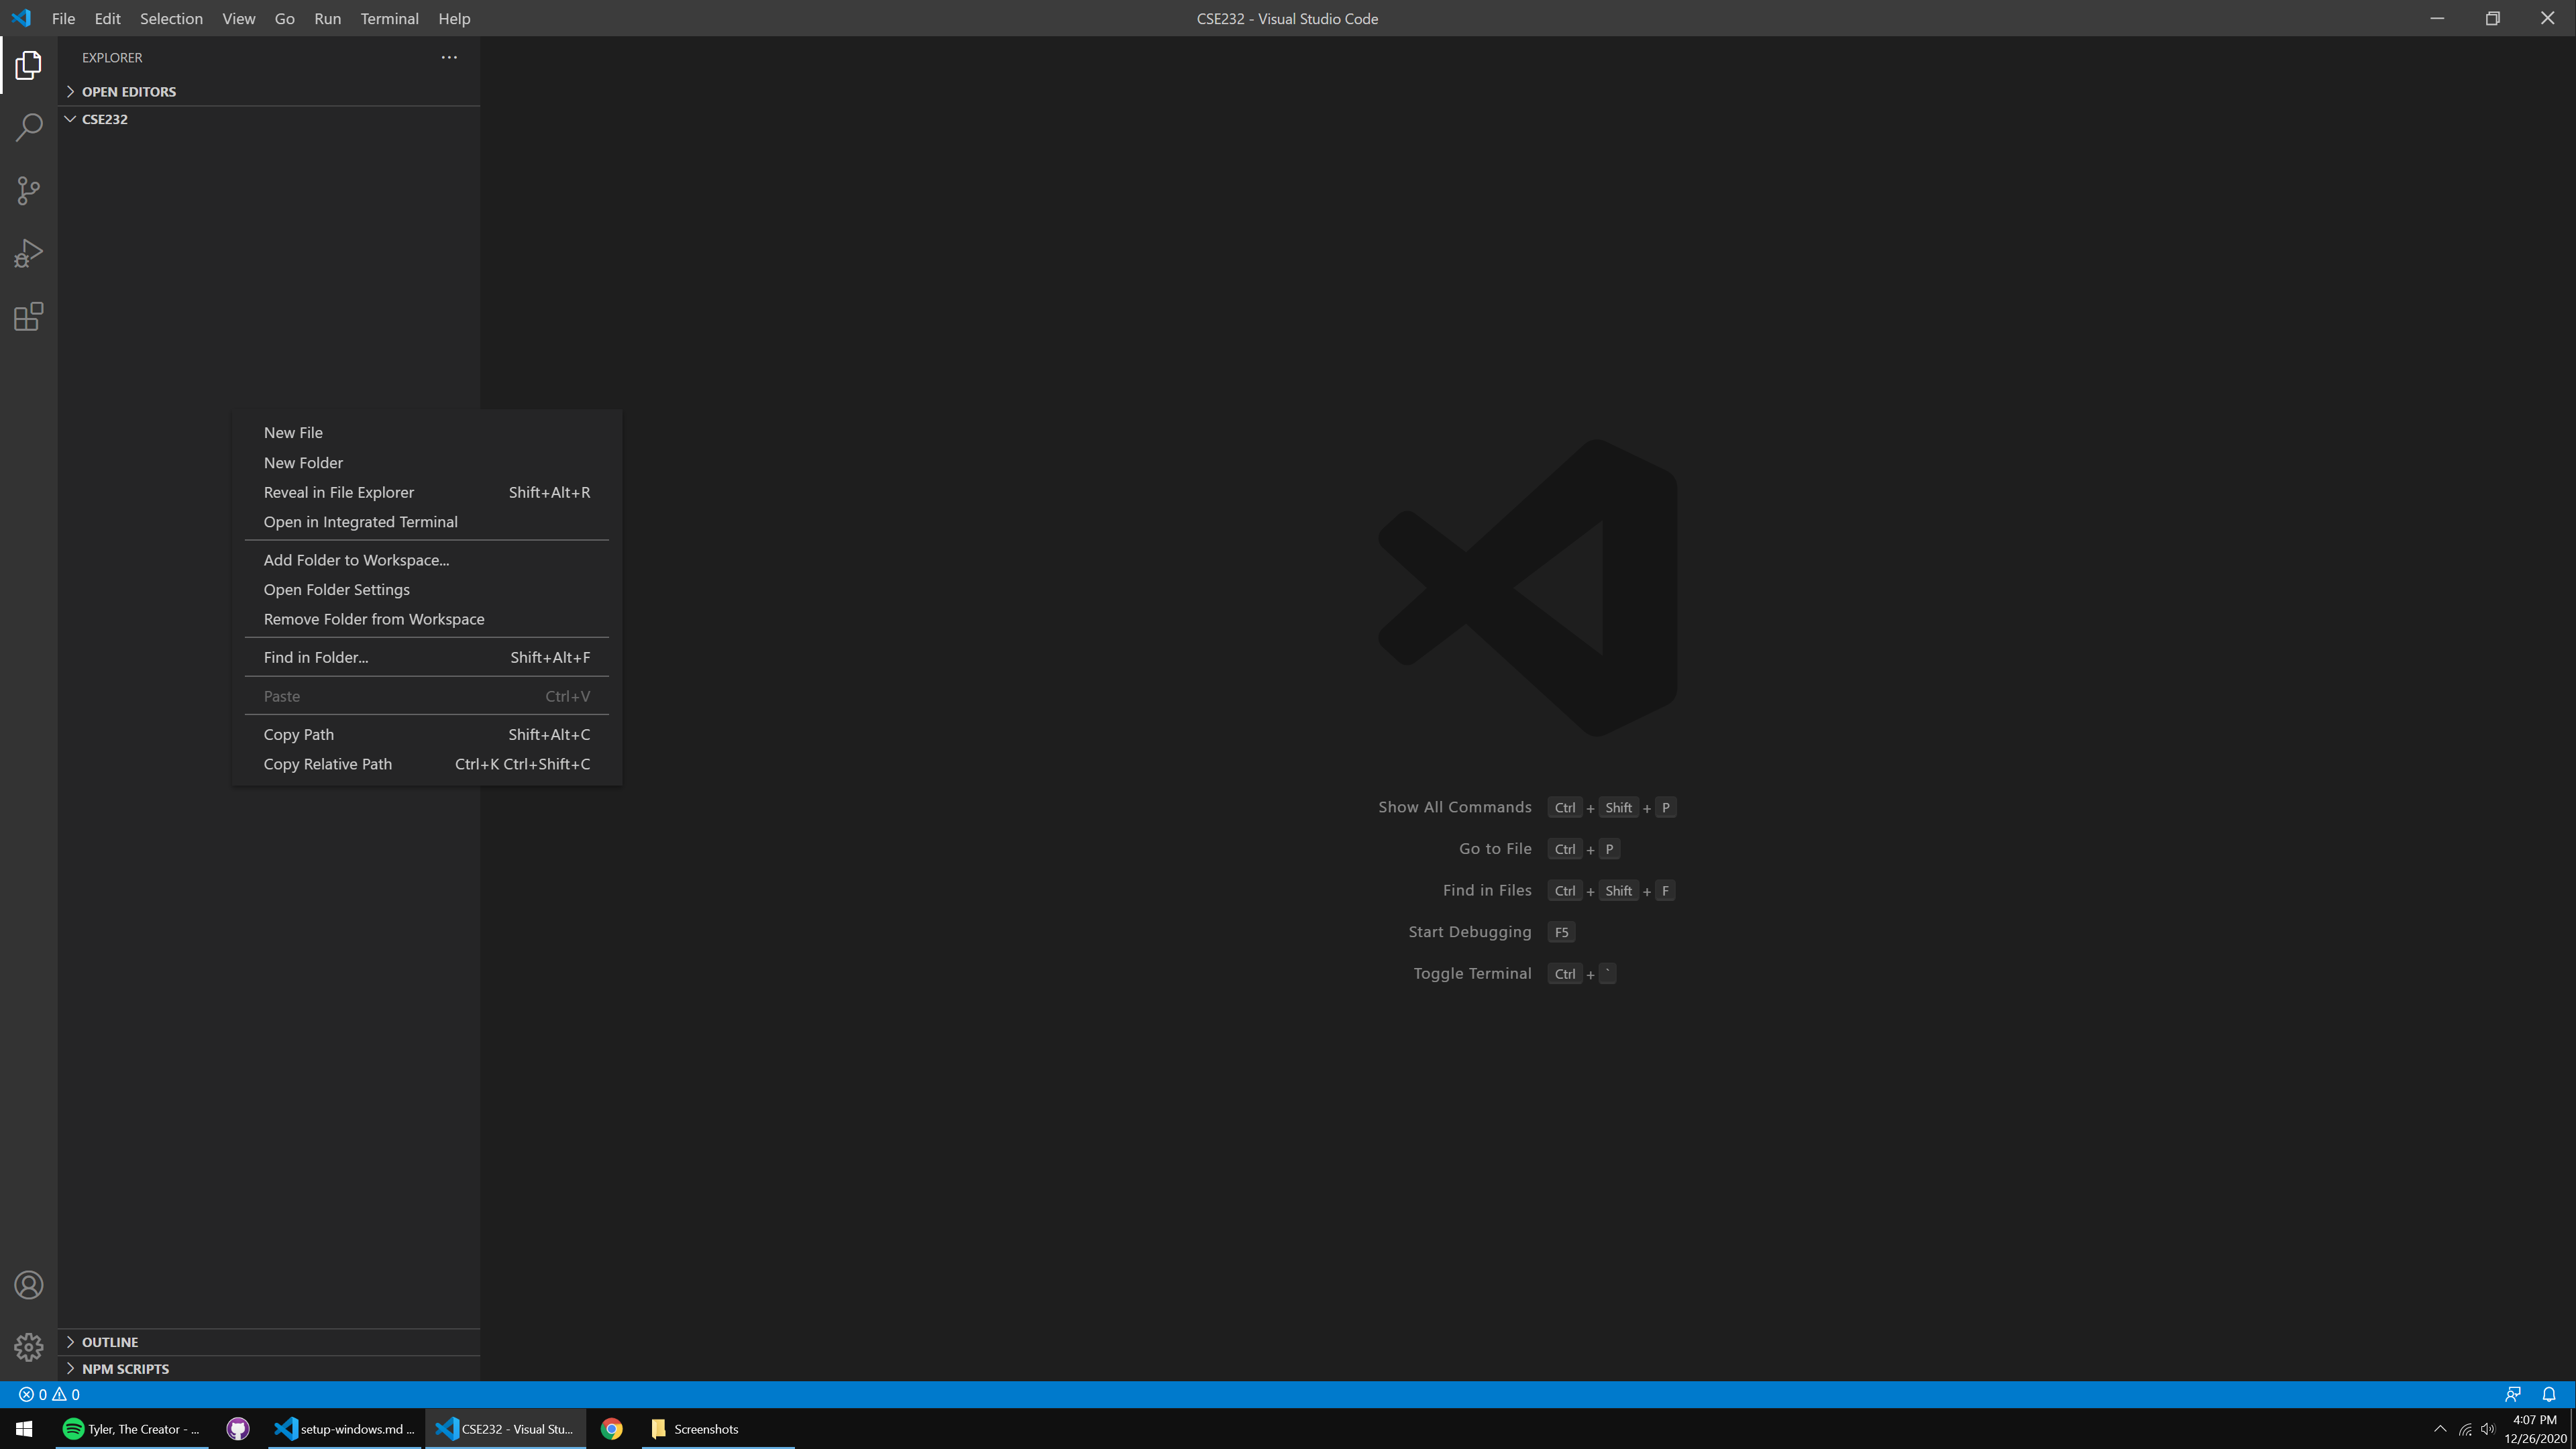 File Edit Selection View Go Run Terminal Help
CSE232 - Visual Studio Code
EXPLORER
OPEN EDITORS
CSE232
New File
New Folder
Reveal in File Explorer Shift+Alt+R
Open in Integrated Terminal
Add Folder to Workspace...
Open Folder Settings
Remove Folder from Workspace
Find in Folder... Shift+Alt+F
Paste Ctrl+V
Copy Path Shift+Alt+C
Copy Relative Path Ctrl+K Ctrl+Shift+C
Show All Commands Ctrl + Shift + P
Go to File Ctrl + P
Find in Files Ctrl + Shift + F
Start Debugging F5
Toggle Terminal Ctrl + `
OUTLINE
NPM SCRIPTS
0 0
Tyler, The Creator - ... setup-windows.md ... CSE232 - Visual Stu... Screenshots
4:07 PM
12/26/2020